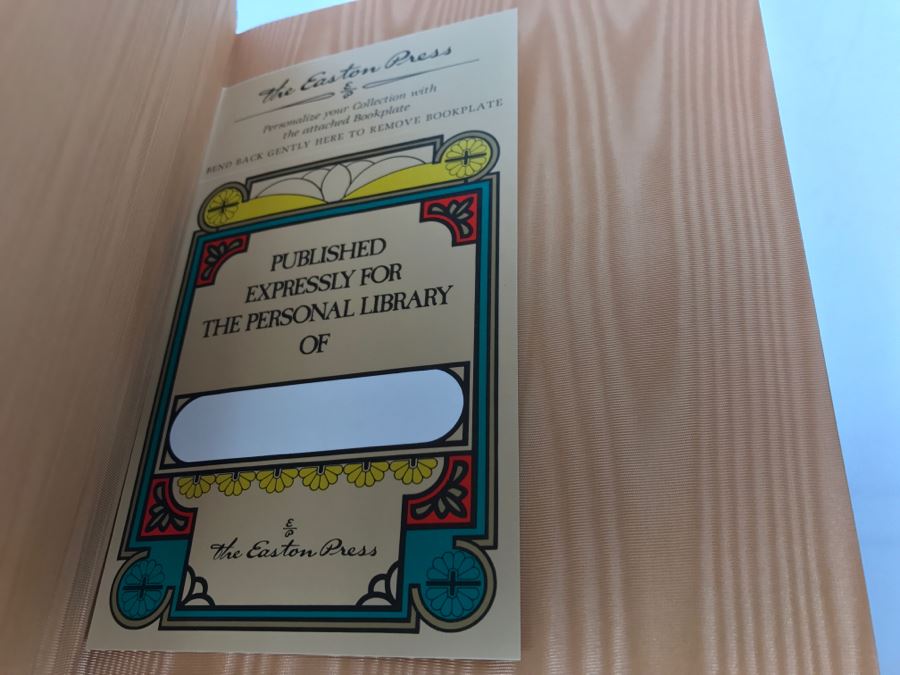 the Easton Press
E
P
Personalize your Collection with
the attached Bookplate
BEND BACK GENTLY HERE TO REMOVE BOOKPLATE
PUBLISHED
EXPRESSLY FOR
THE PERSONAL LIBRARY
OF
E
P
the Easton Press